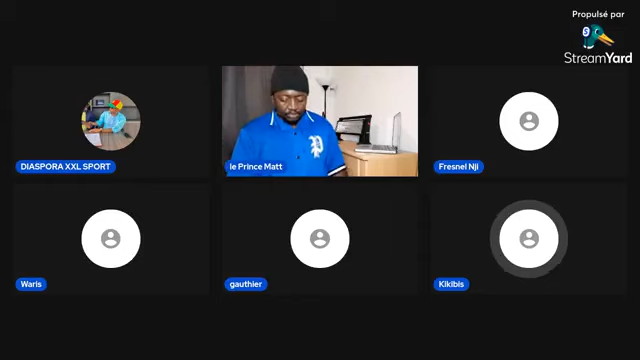 Propulsé par
StreamYard
DIASPORA XXL SPORT
le Prince Matt
Fresnel Nji
Waris
gauthier
Kikibis